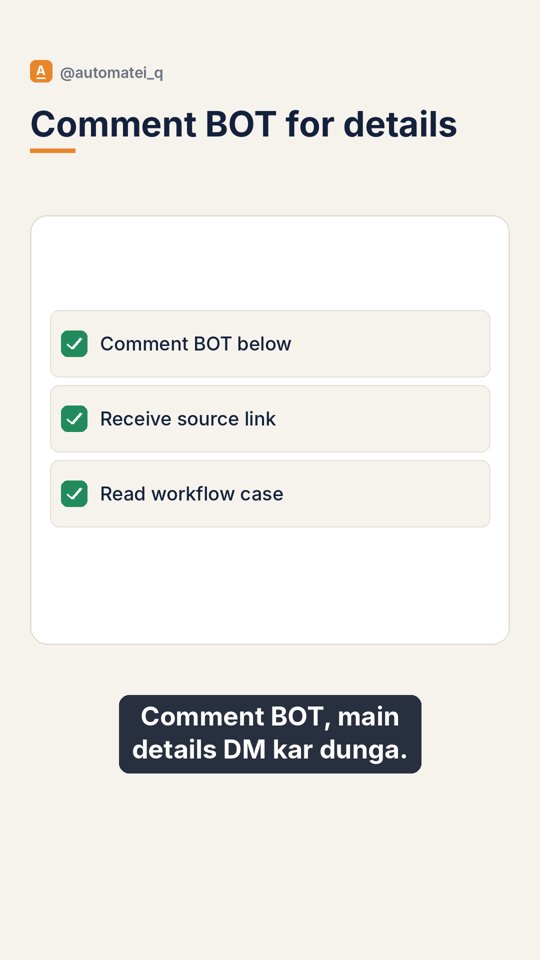 A
@automatei_q
Comment BOT for details
Comment BOT below
Receive source link
Read workflow case
Comment BOT, main
details DM kar dunga.